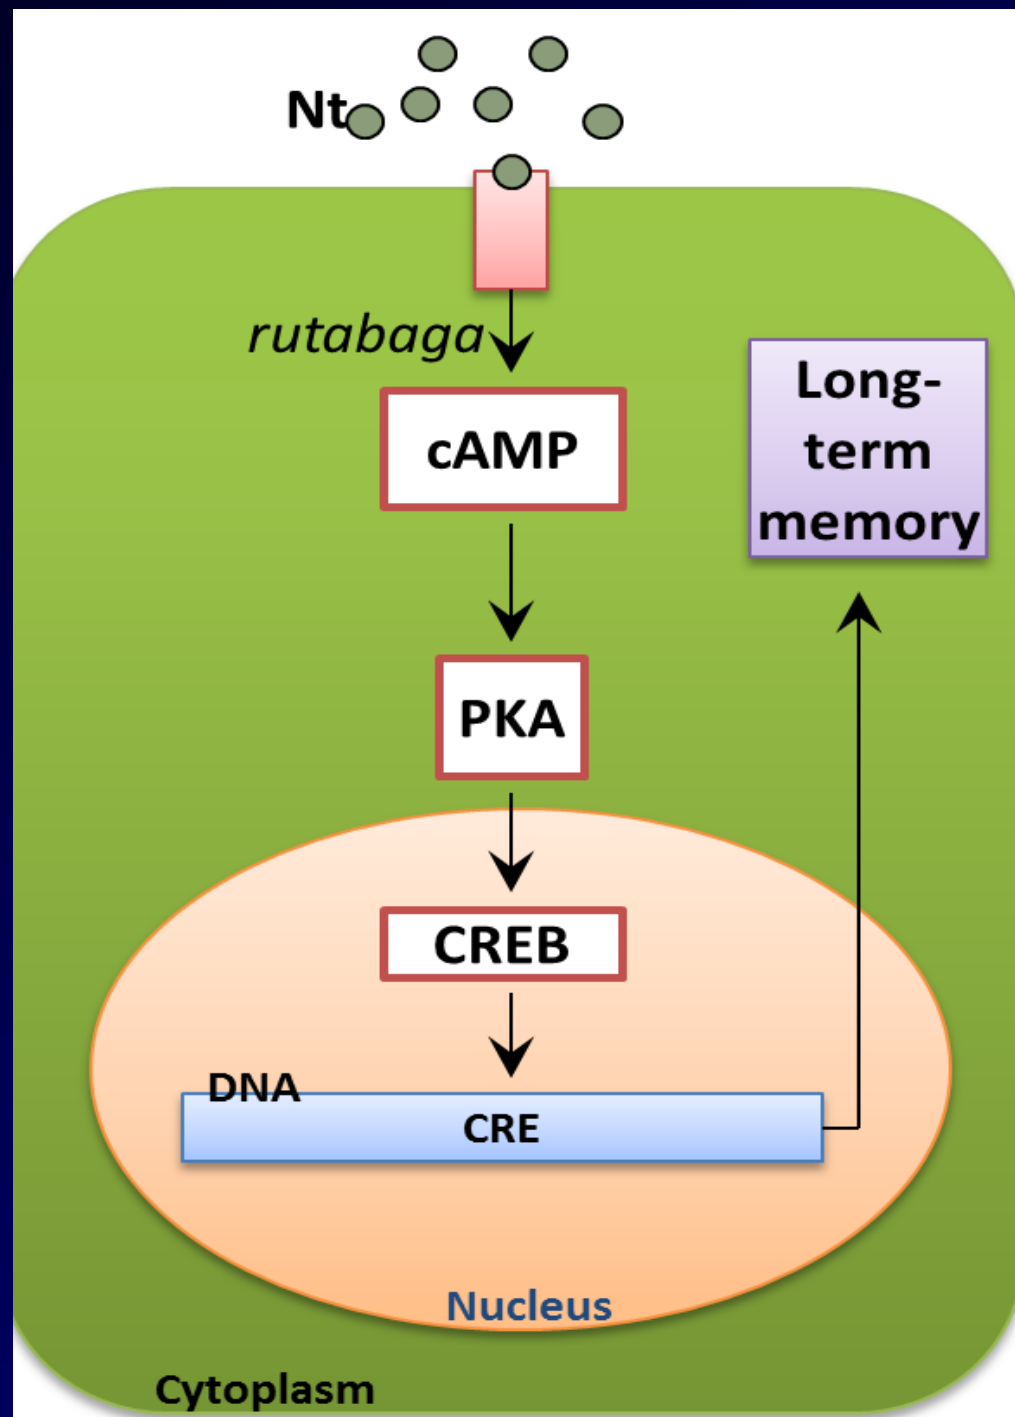 Nt
rutabaga
cAMP
Long-
term
memory
PKA
CREB
DNA
CRE
Nucleus
Cytoplasm